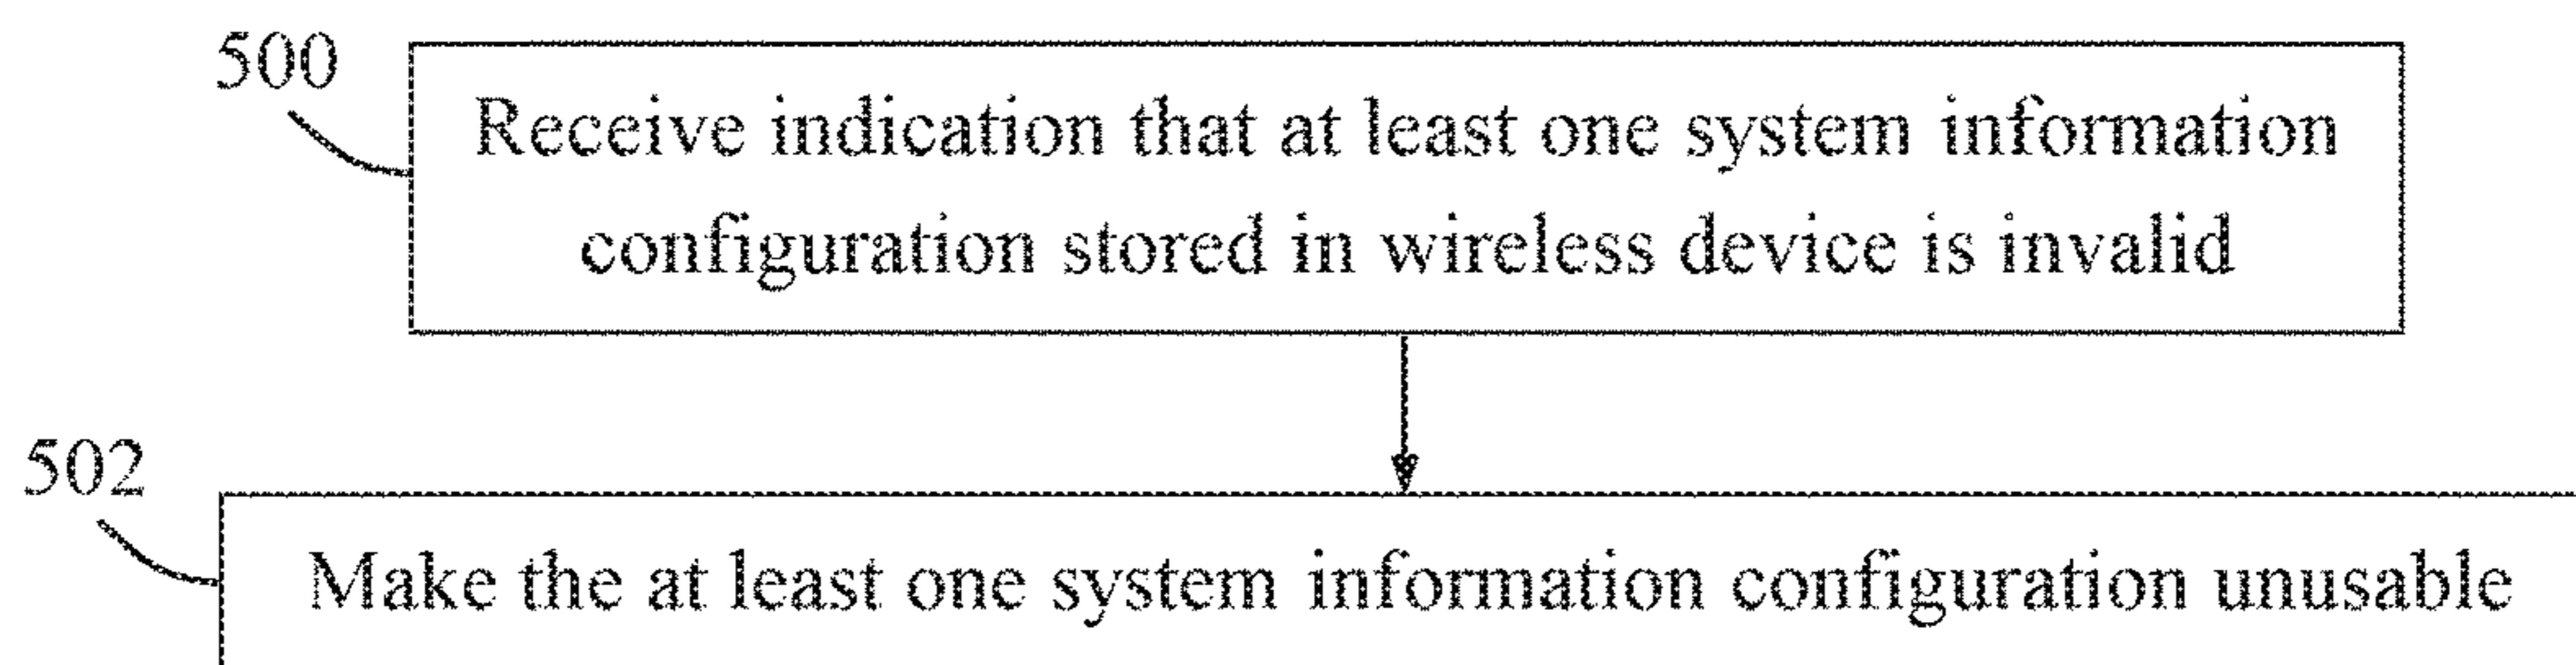 500
Receive indication that at least one system information
configuration stored in wireless device is invalid
502
Make the at least one system information configuration unusable